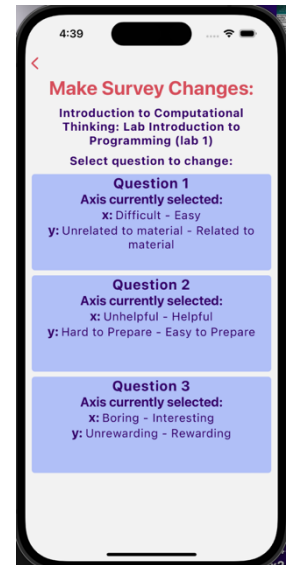 4:39
Make Survey Changes:
Introduction to Computational
Thinking: Lab Introduction to
Programming (lab 1)
Select question to change:
Question 1
Axis currently selected:
x: Difficult - Easy
y: Unrelated to material - Related to
material
Question 2
Axis currently selected:
x: Unhelpful - Helpful
y: Hard to Prepare - Easy to Prepare
Question 3
Axis currently selected:
x: Boring - Interesting
y: Unrewarding - Rewarding